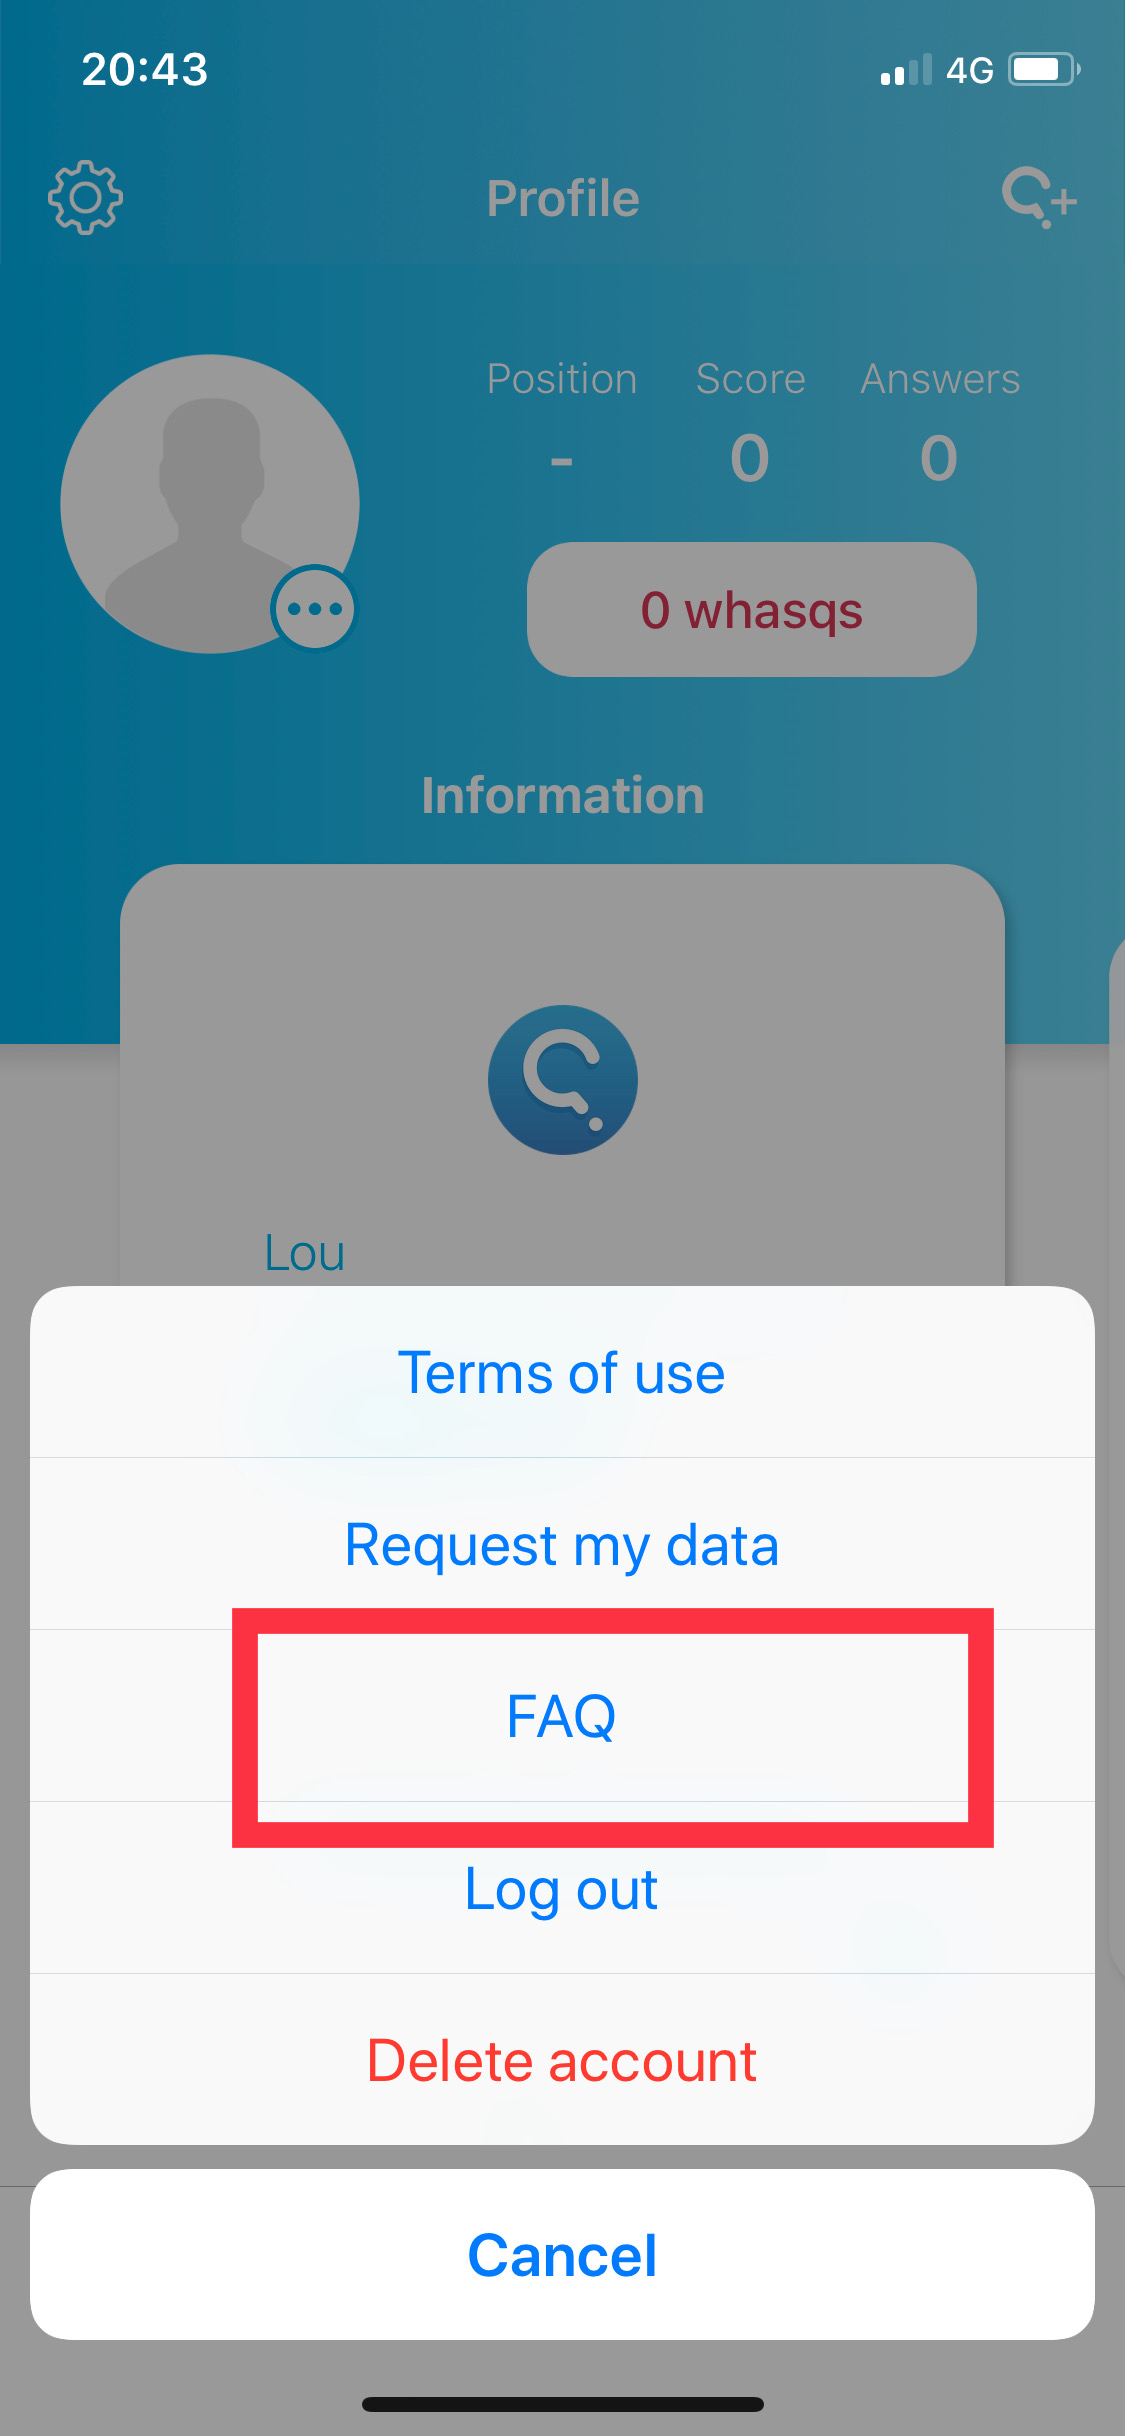 20:43
4G
Profile
Position Score Answers
- 0 0
0 whasqs
Information
Lou
Terms of use
Request my data
FAQ
Log out
Delete account
Cancel